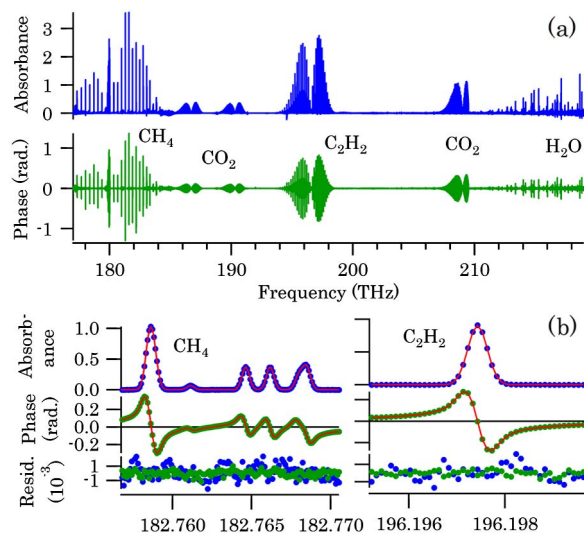 (a)
Absorbance
3
2
1
0
Phase (rad.)
1
0
-1
CH4
CO2
C2H2
CO2
H2O
180
190
200
210
Frequency (THz)
(b)
Absorb-
ance
1.0
0.5
0.0
CH4
C2H2
Phase
(rad.)
0.2
0.0
-0.2
Resid.
(10-3)
1
-1
182.760
182.765
182.770
196.196
196.198